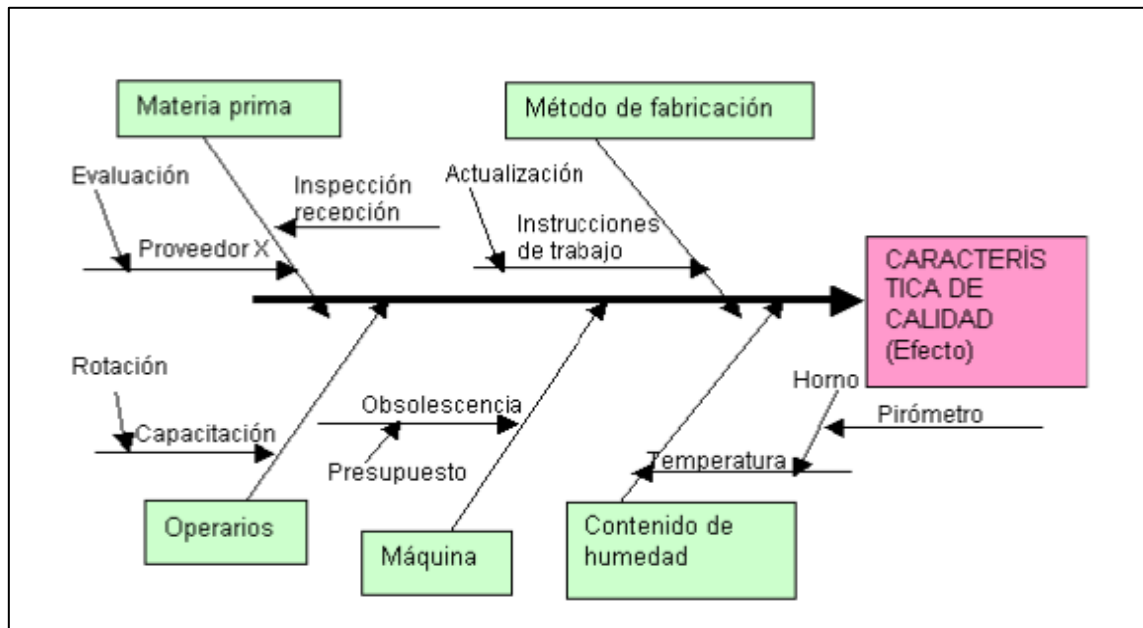 Materia prima
Método de fabricación
Evaluación
Inspección
recepción
Proveedor X
Actualización
Instrucciones
de trabajo
CARACTERÍS
TICA DE
CALIDAD
(Efecto)
Rotación
Capacitación
Obsolescencia
Presupuesto
Horno
Pirómetro
Temperatura
Operarios
Máquina
Contenido de
humedad